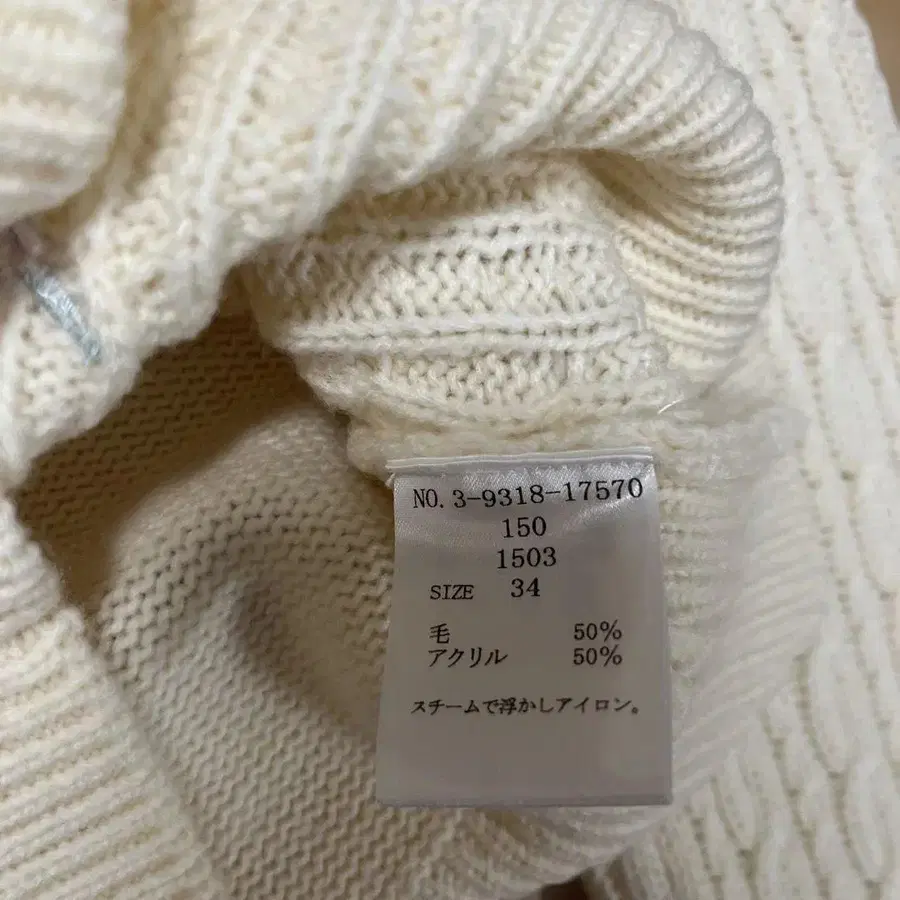 NO. 3-9318-17570
150
1503
SIZE 34
毛 50%
アクリル 50%
スチームで浮かしアイロン。